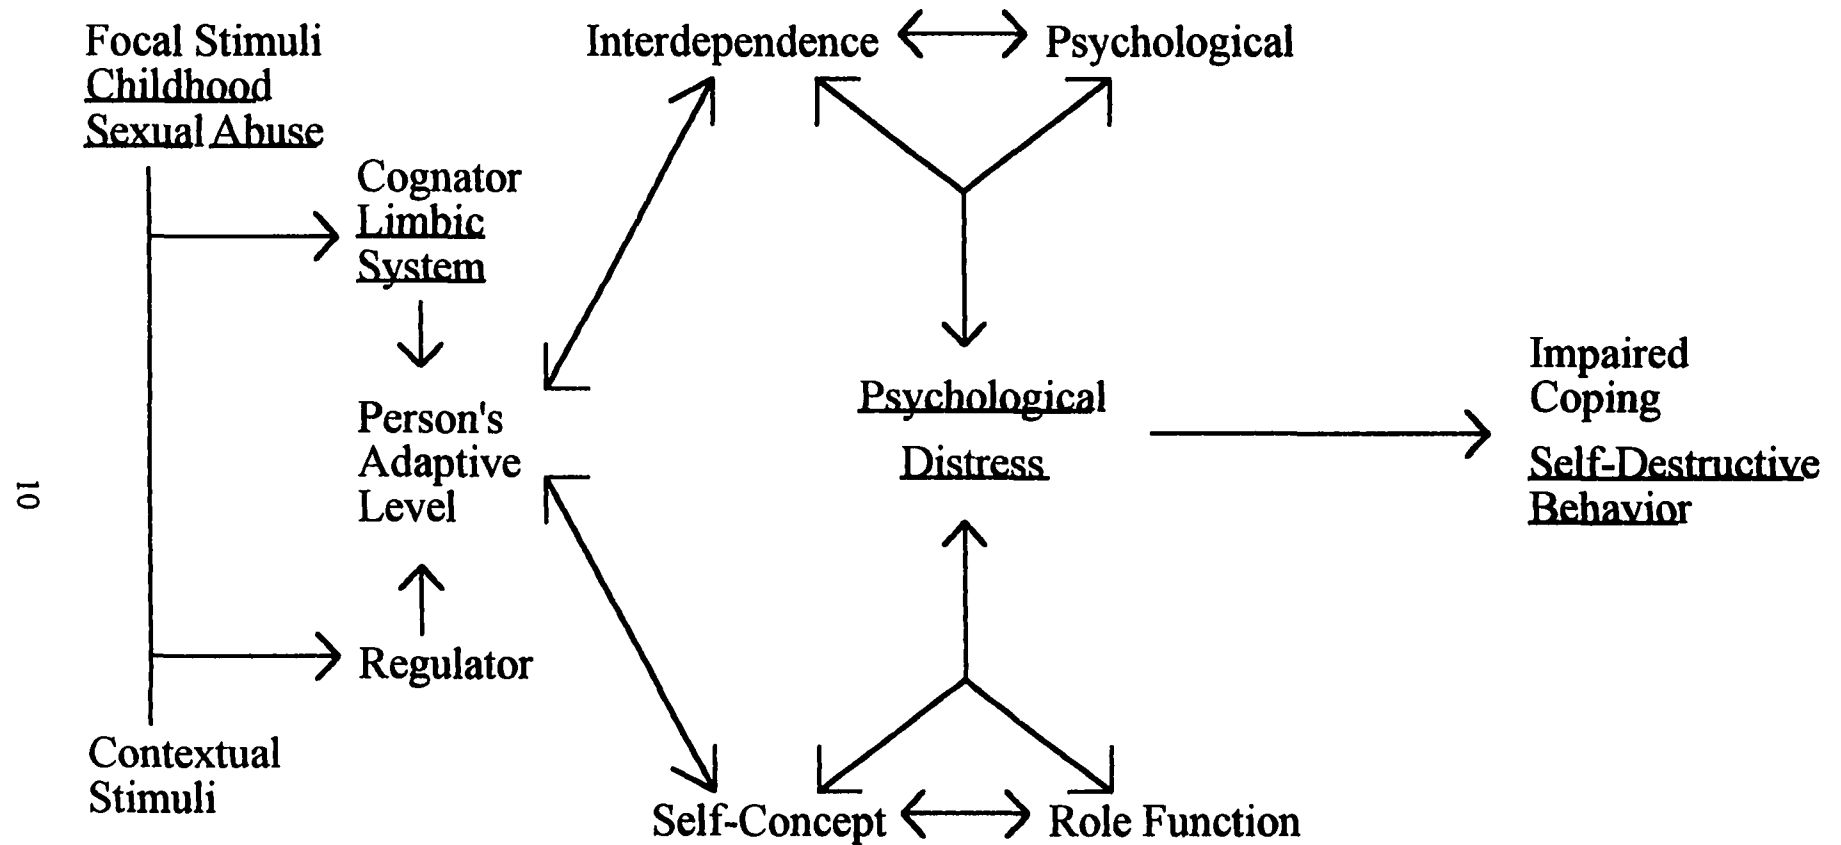 Focal Stimuli
Childhood
Sexual Abuse
Interdependence
Psychological
Cognator
Limbic
System
Person's
Adaptive
Level
Psychological
Distress
Impaired
Coping
Self-Destructive
Behavior
10
Regulator
Contextual
Stimuli
Self-Concept
Role Function